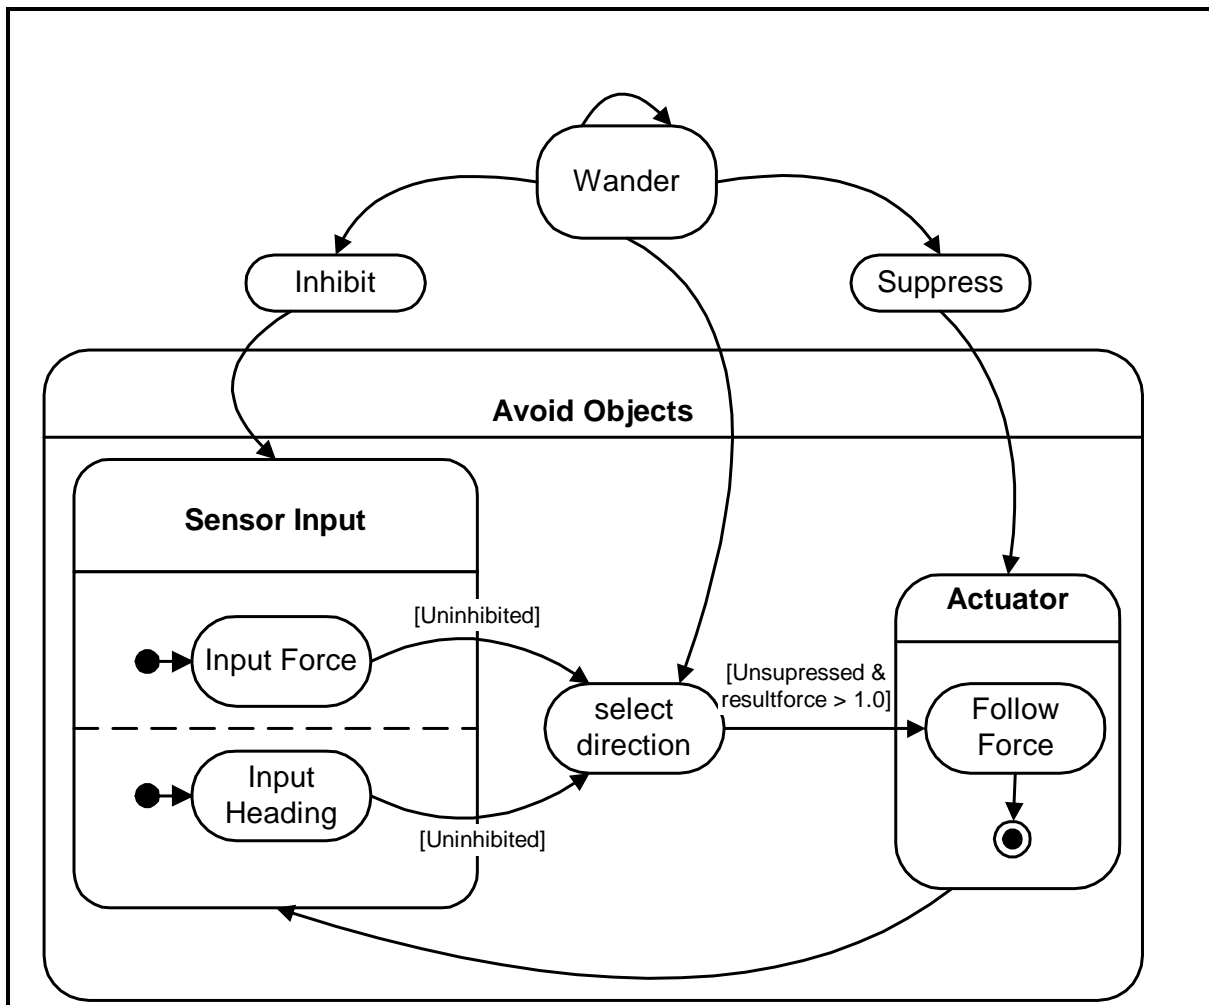 Wander
Inhibit
Suppress
Avoid Objects
Sensor Input
Actuator
[Uninhibited]
Input Force
[Unsupressed &
resultforce > 1.0]
select
direction
Follow
Force
Input
Heading
[Uninhibited]